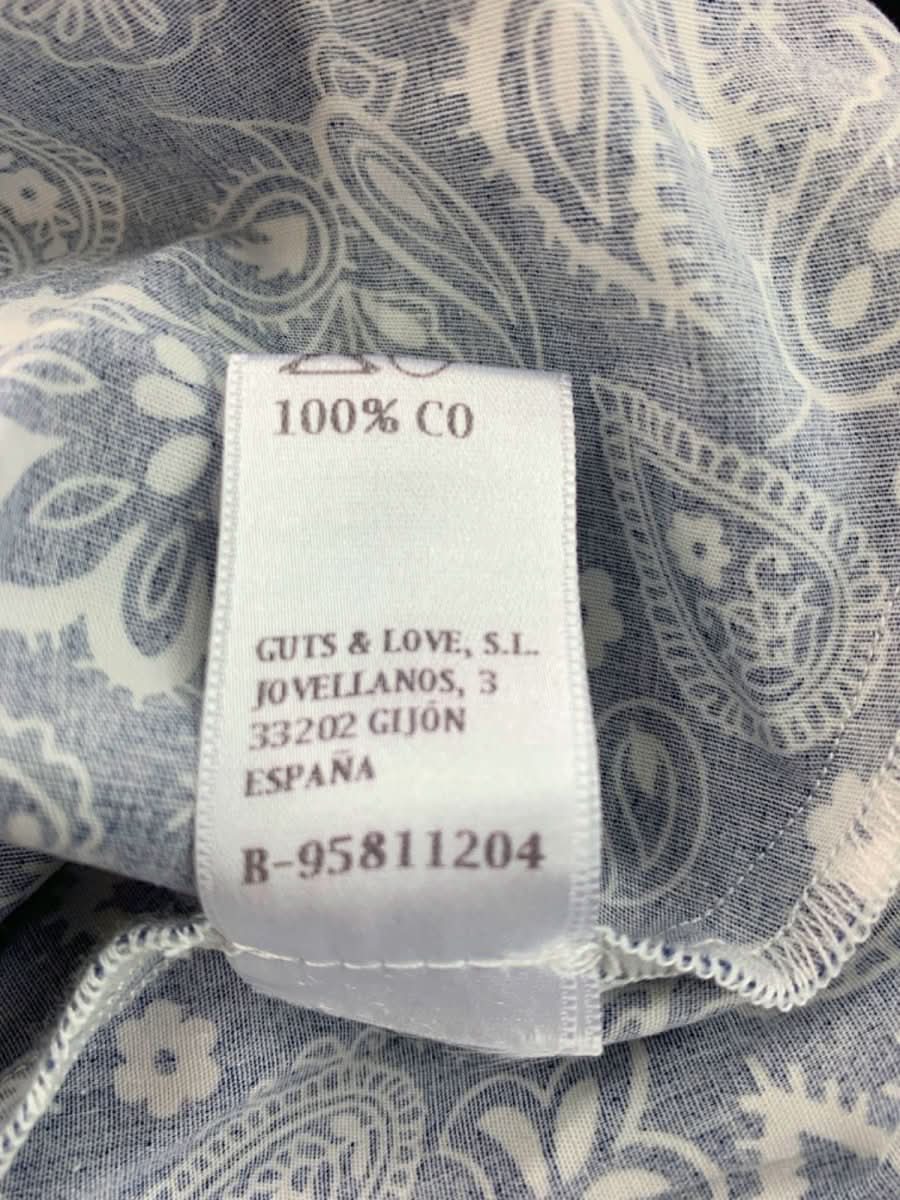 100% CO
GUTS & LOVE, S.L.
JOVELLANOS, 3
33202 GIJÓN
ESPAÑA
B-95811204